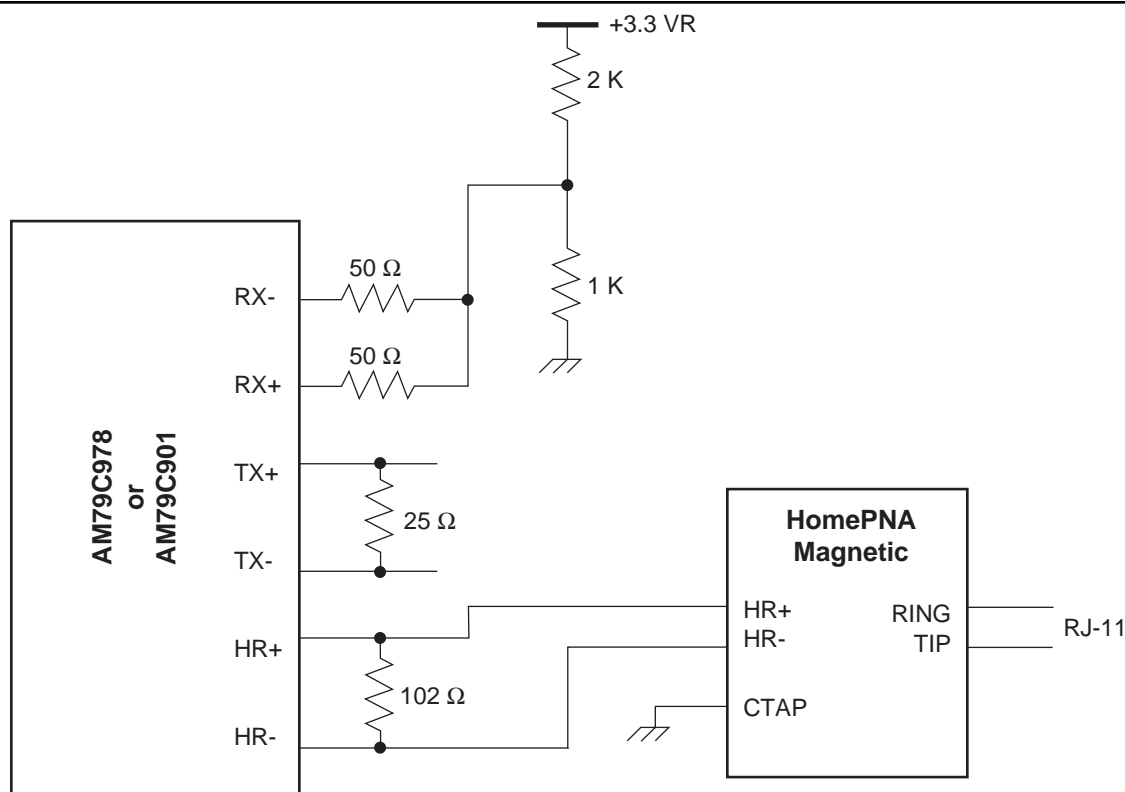 +3.3 VR
2 K
1 K
50 Ω
RX-
50 Ω
RX+
AM79C978
or
AM79C901
TX+
25 Ω
TX-
HR+
102 Ω
HR-
HomePNA
Magnetic
HR+
HR-
CTAP
RING
TIP
RJ-11